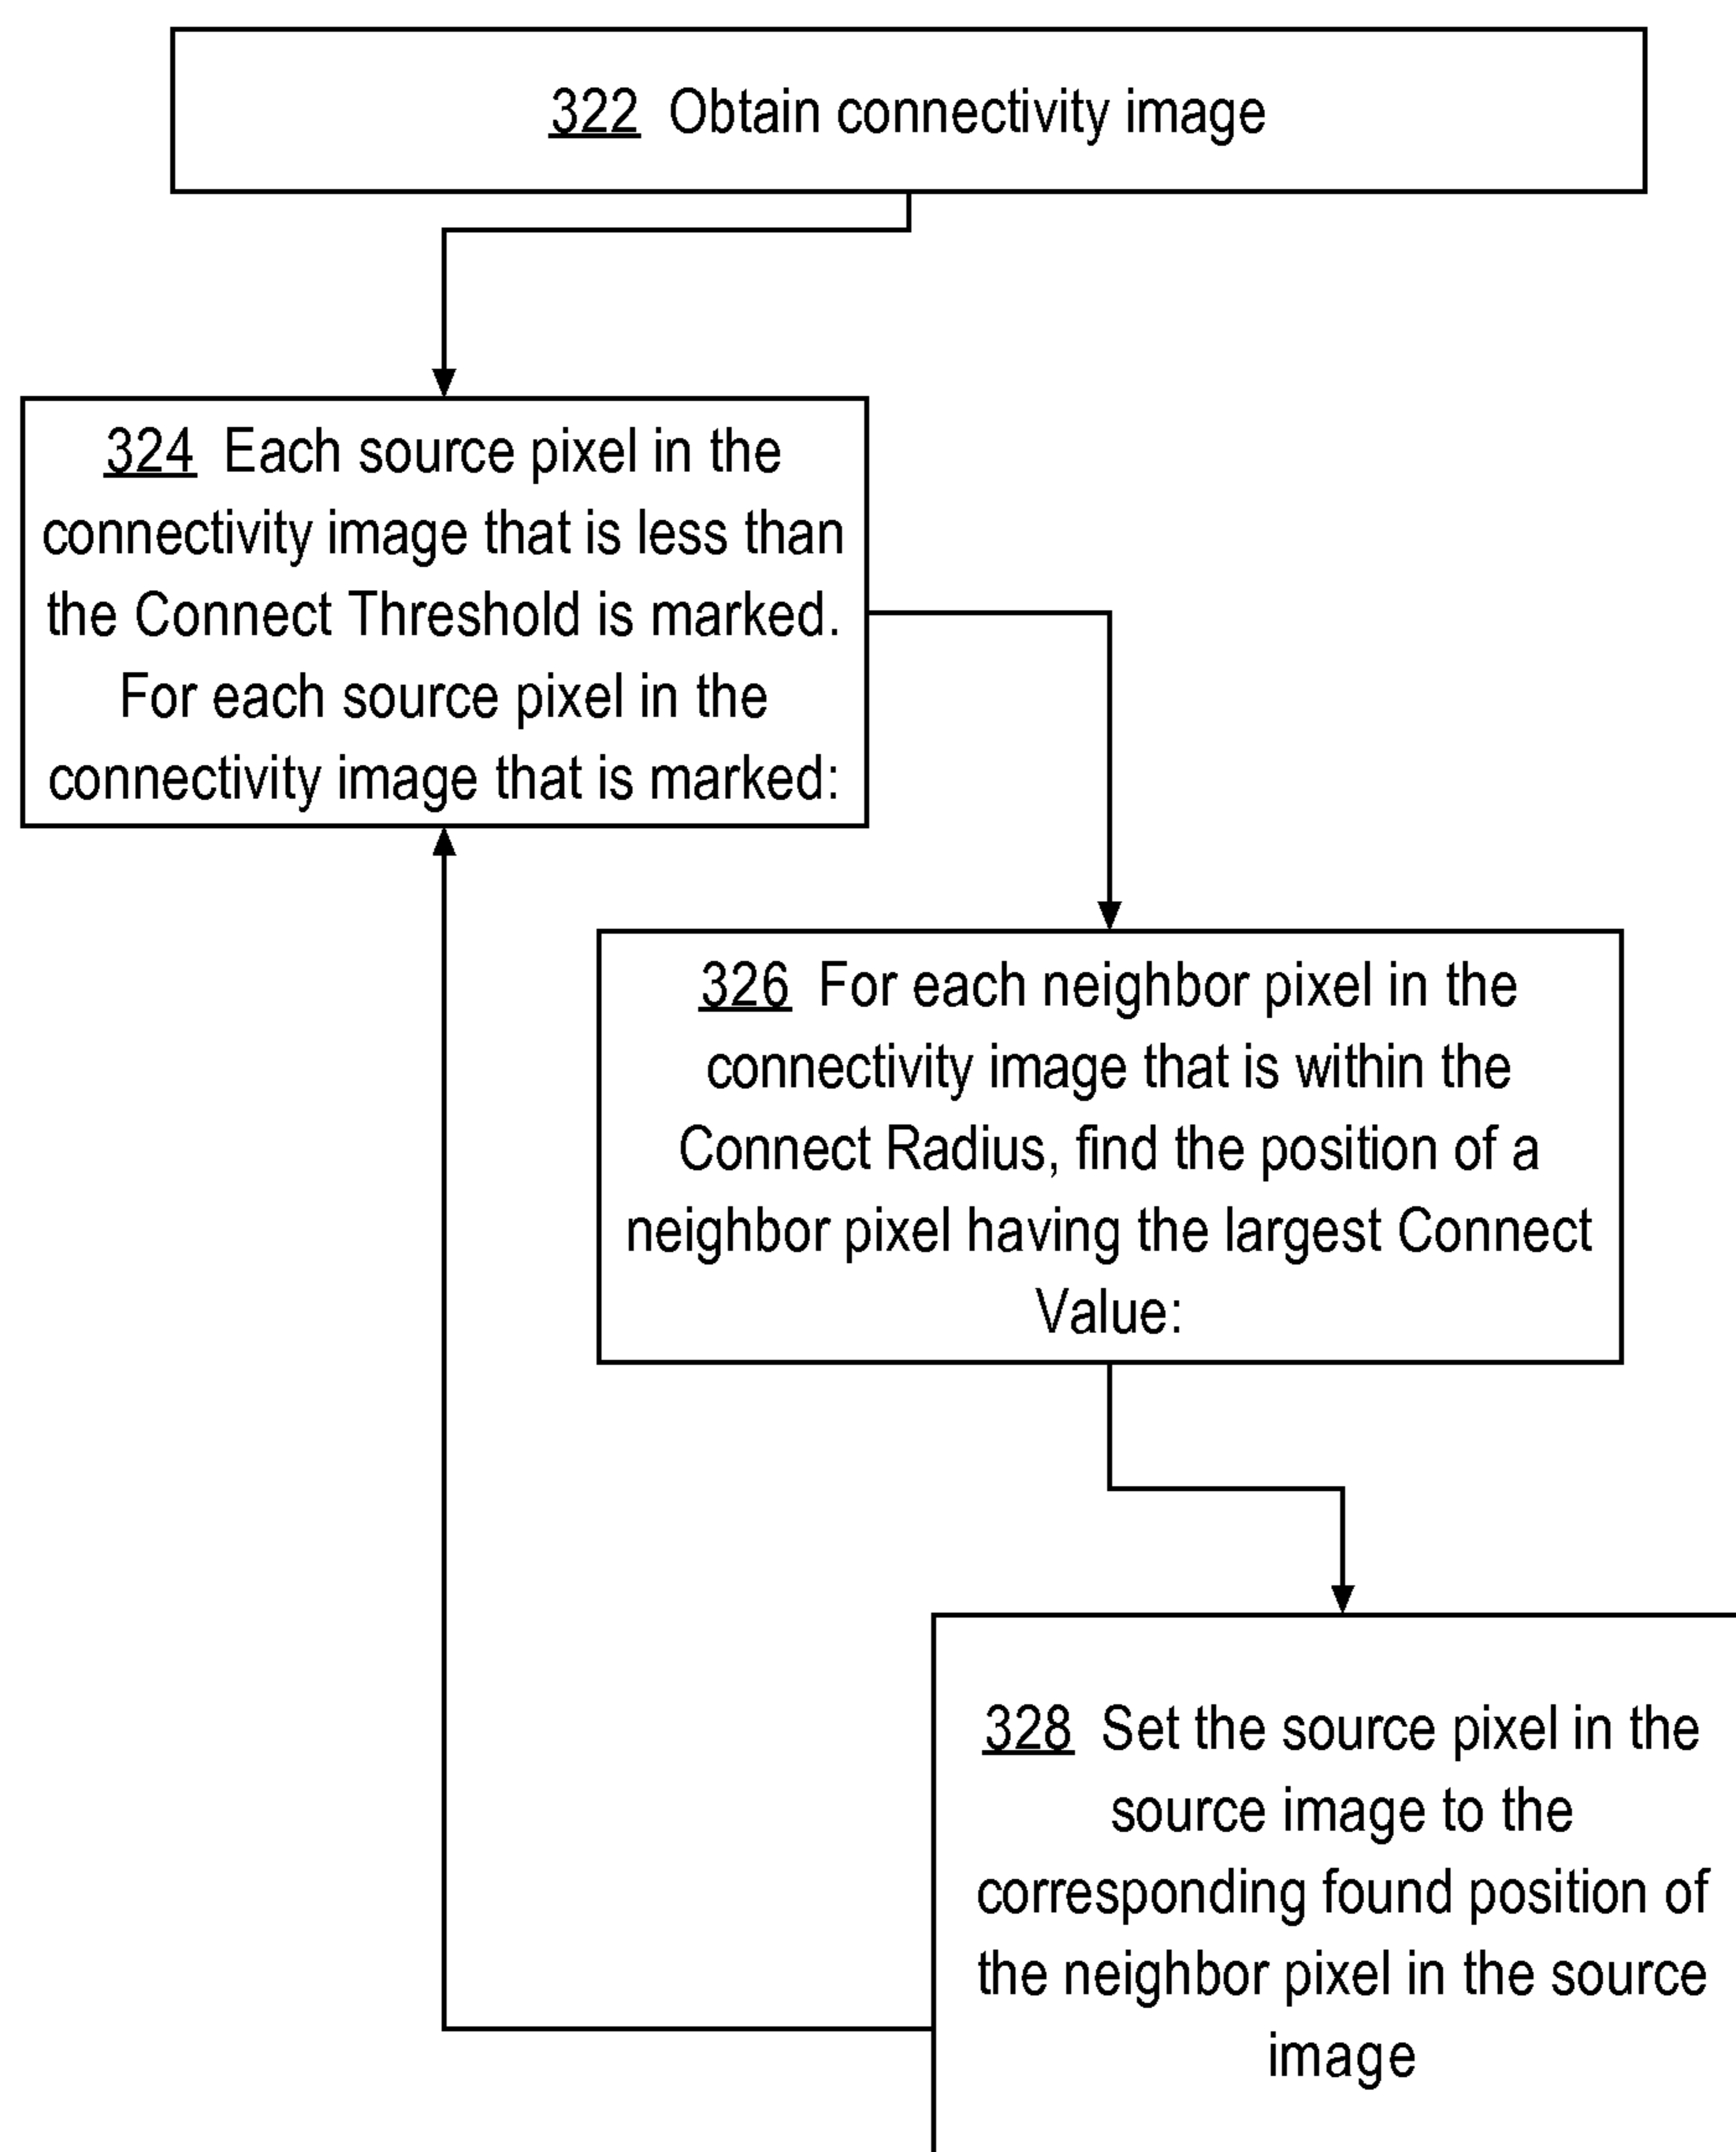 322 Obtain connectivity image
324 Each source pixel in the
connectivity image that is less than
the Connect Threshold is marked.
For each source pixel in the
connectivity image that is marked:
326 For each neighbor pixel in the
connectivity image that is within the
Connect Radius, find the position of a
neighbor pixel having the largest Connect
Value:
328 Set the source pixel in the
source image to the
corresponding found position of
the neighbor pixel in the source
image